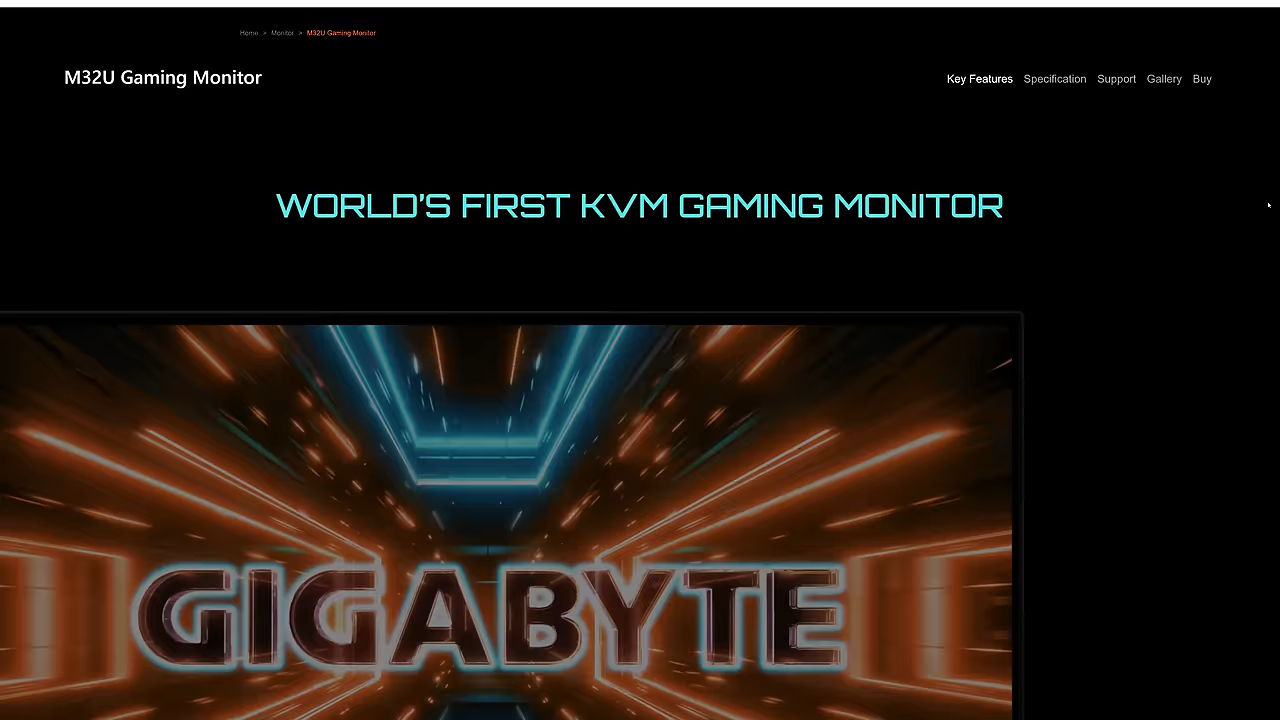 Home > Monitor > M32U Gaming Monitor
M32U Gaming Monitor
Key Features Specification Support Gallery Buy
WORLD'S FIRST KVM GAMING MONITOR
GIGABYTE